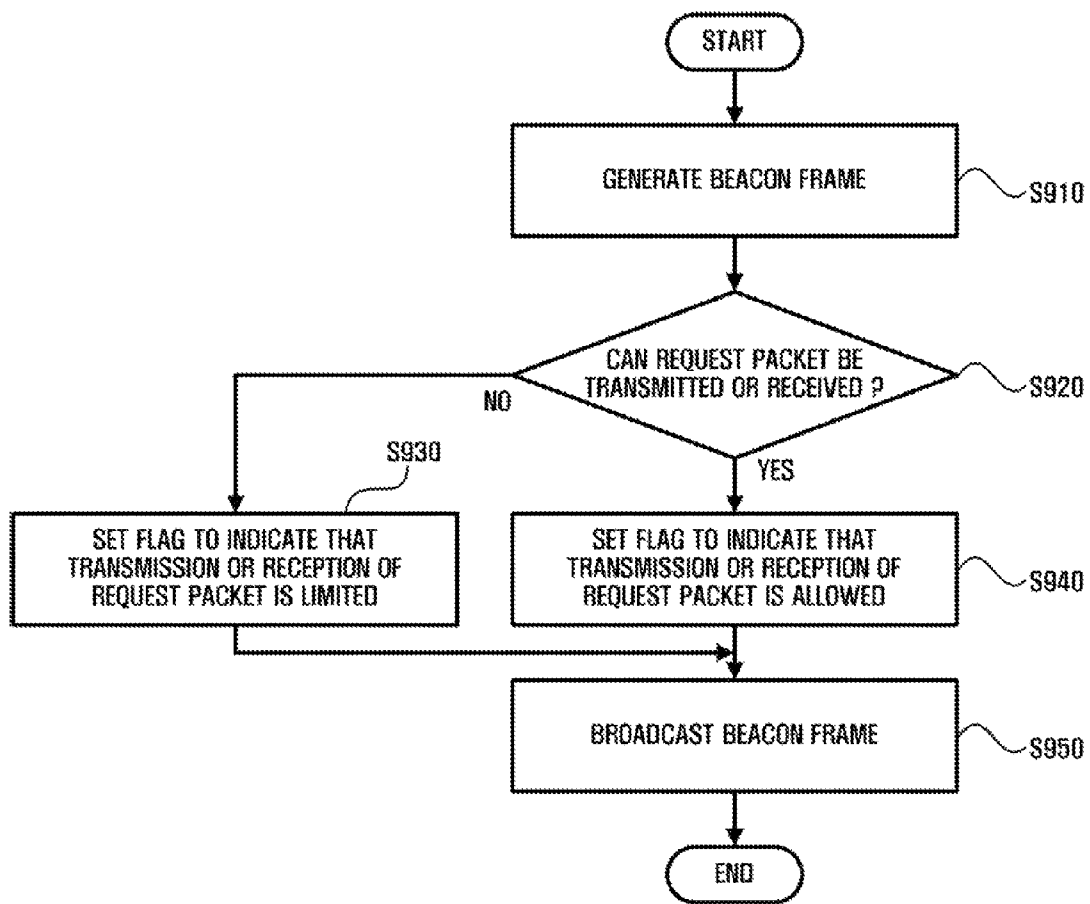 START
GENERATE BEACON FRAME
S910
CAN REQUEST PACKET BE
TRANSMITTED OR RECEIVED ?
S920
NO
YES
S930
SET FLAG TO INDICATE THAT
TRANSMISSION OR RECEPTION OF
REQUEST PACKET IS LIMITED
SET FLAG TO INDICATE THAT
TRANSMISSION OR RECEPTION OF
REQUEST PACKET IS ALLOWED
S940
BROADCAST BEACON FRAME
S950
END